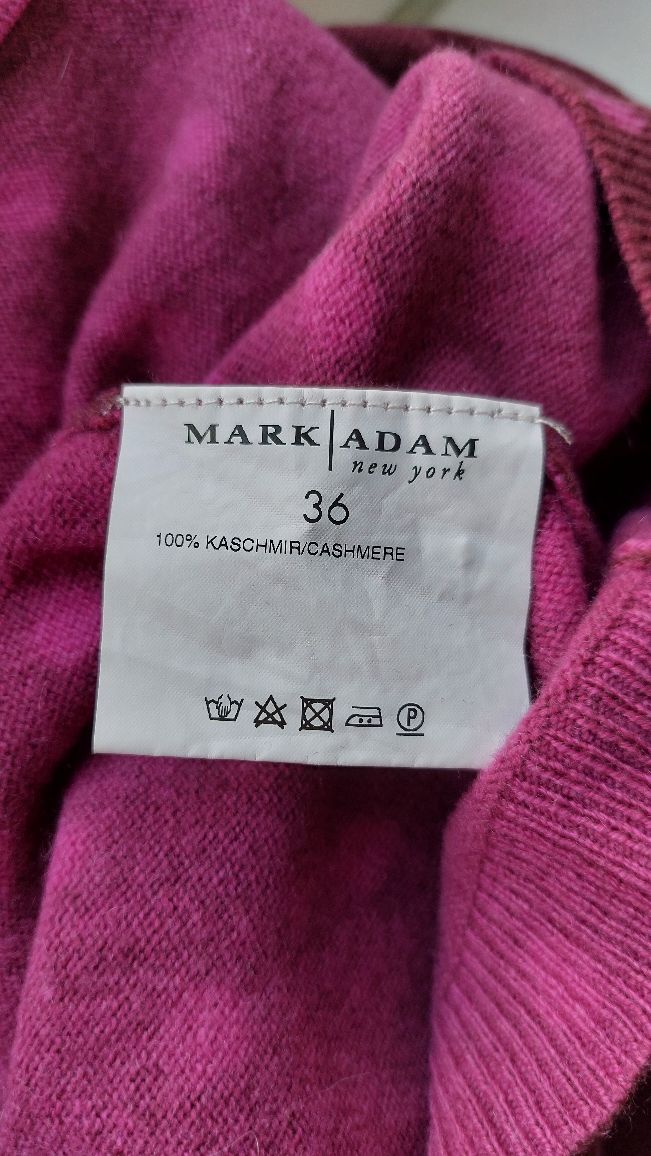 MARK ADAM
new york
36
100% KASCHMIR/CASHMERE
P